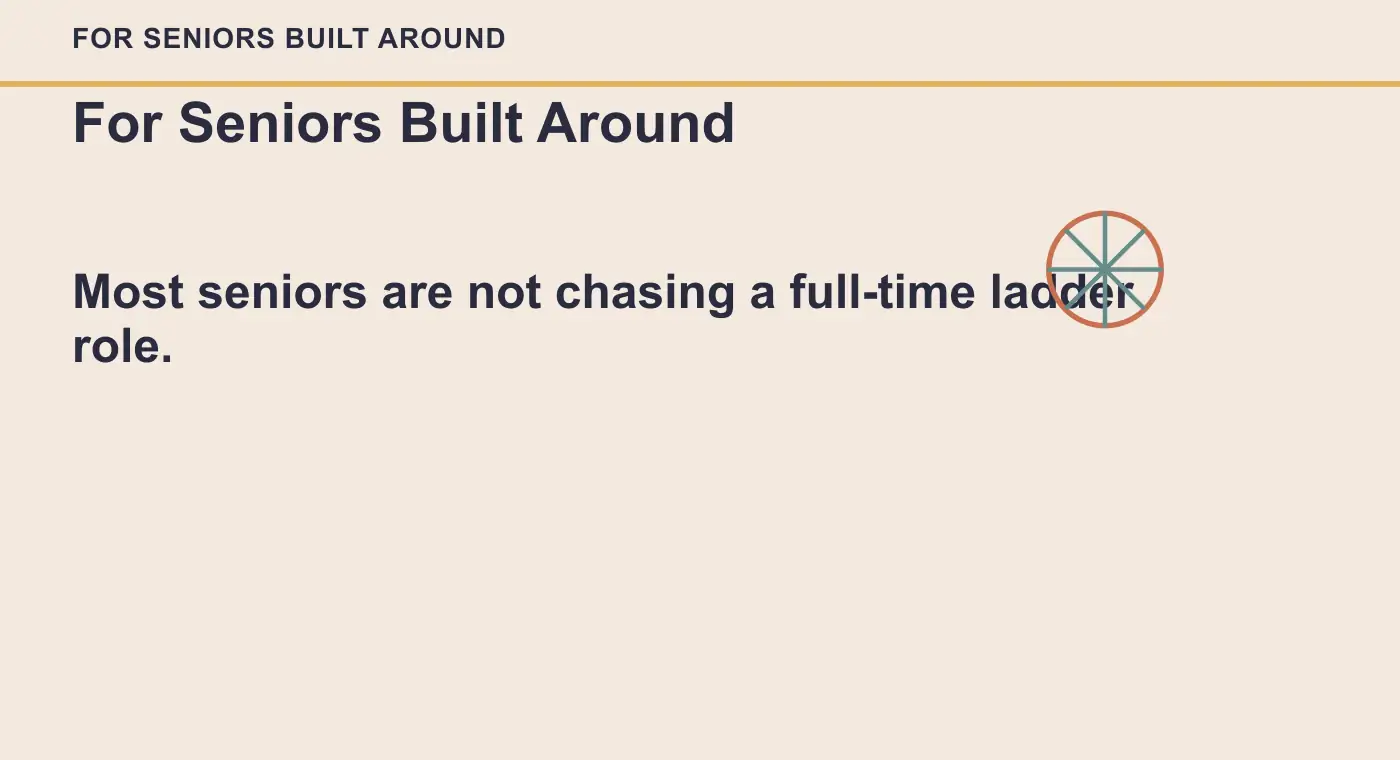 FOR SENIORS BUILT AROUND
For Seniors Built Around
Most seniors are not chasing a full-time ladder
role.